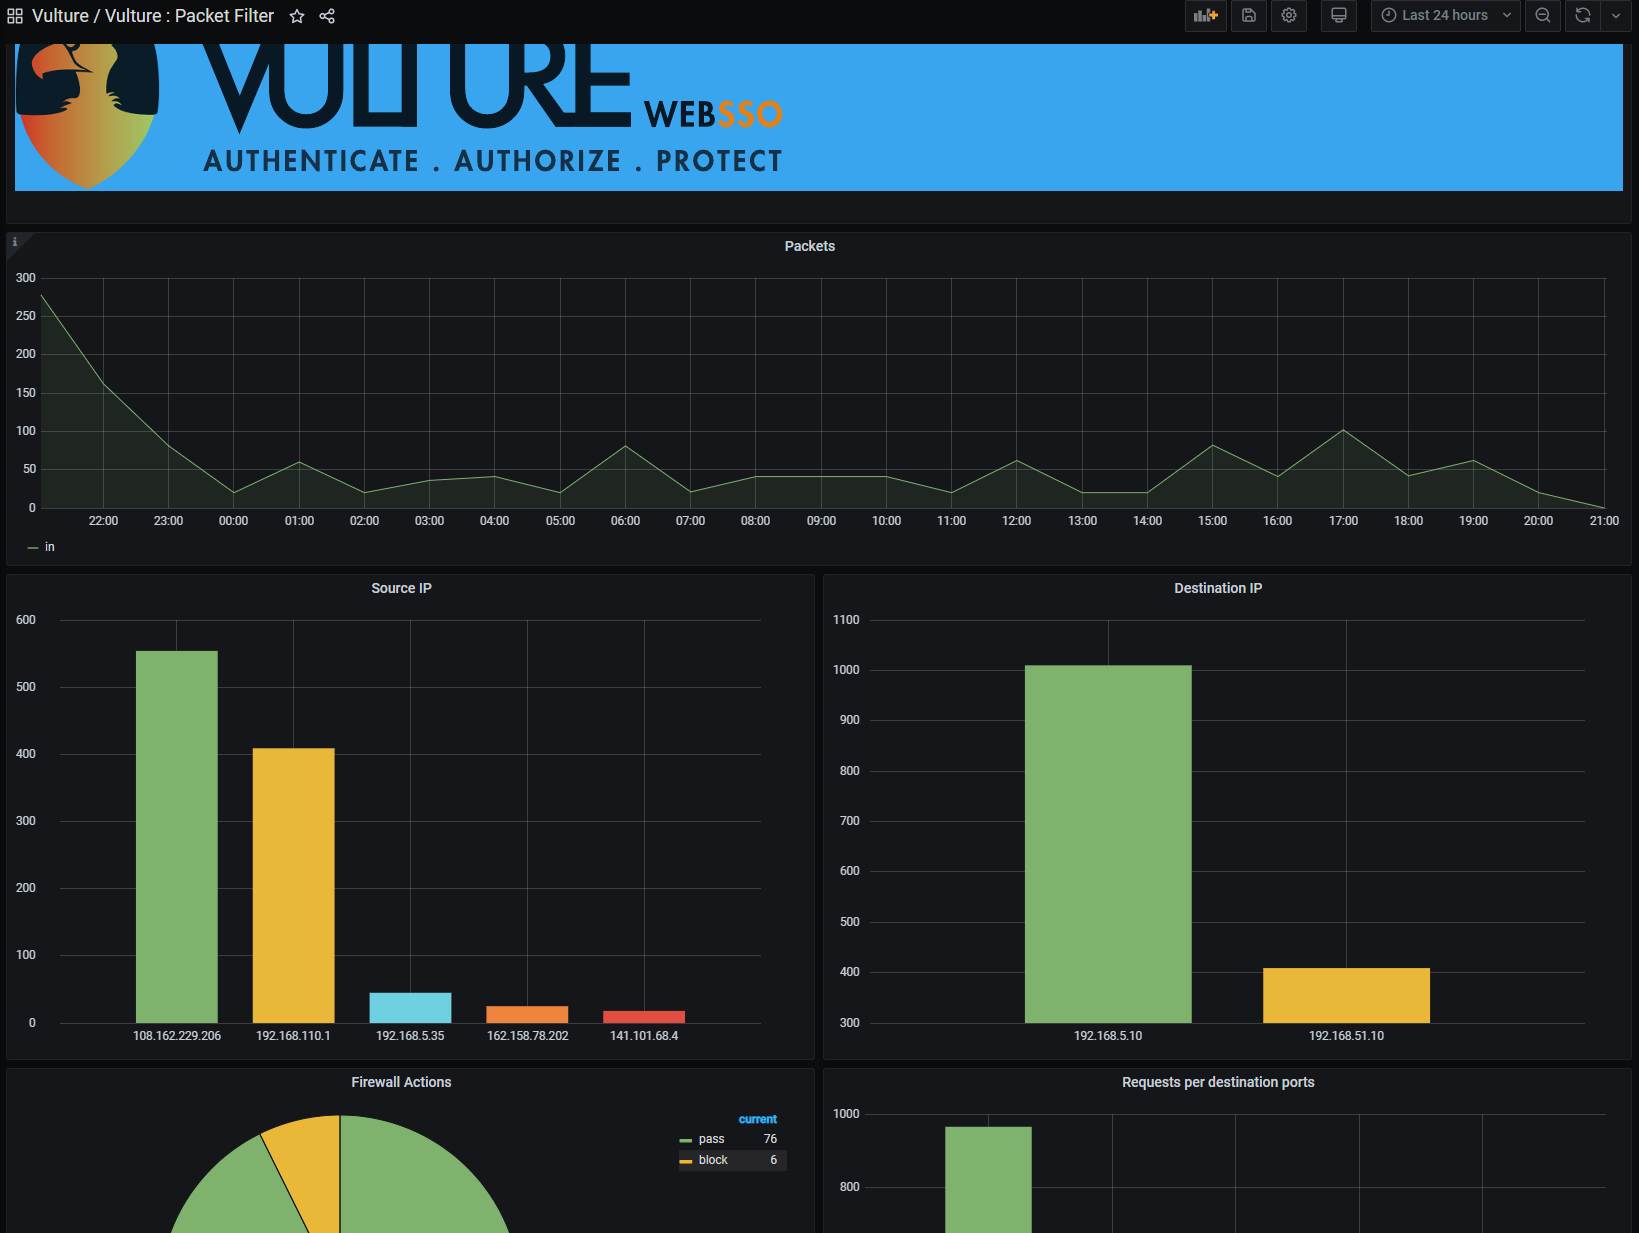 Vulture / Vulture : Packet Filter
Last 24 hours
VULTURE WEBSSO
AUTHENTICATE . AUTHORIZE . PROTECT
i
Packets
300
250
200
150
100
50
0
22:00 23:00 00:00 01:00 02:00 03:00 04:00 05:00 06:00 07:00 08:00 09:00 10:00 11:00 12:00 13:00 14:00 15:00 16:00 17:00 18:00 19:00 20:00 21:00
in
Source IP
600
500
400
300
200
100
0
108.162.229.206 192.168.110.1 192.168.5.35 162.158.78.202 141.101.68.4
Destination IP
1100
1000
900
800
700
600
500
400
300
192.168.5.10 192.168.51.10
Firewall Actions
current
pass 76
block 6
Requests per destination ports
1000
800